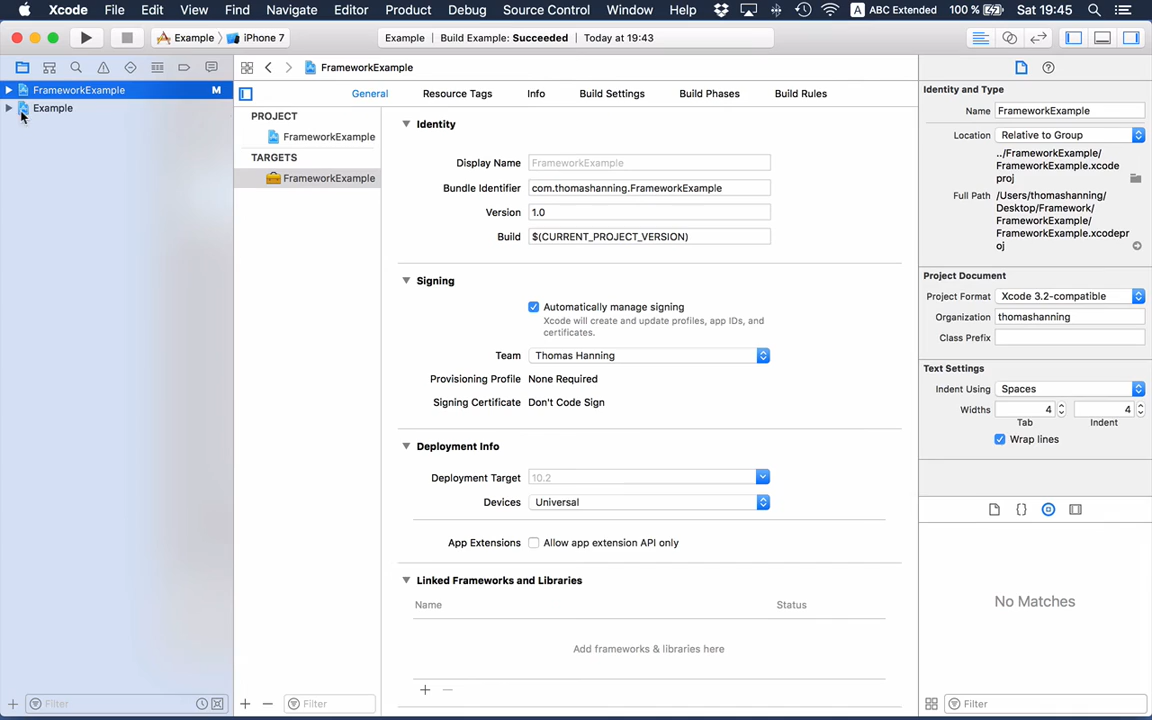 Xcode File Edit View Find Navigate Editor Product Debug Source Control Window Help ABC Extended 100 % Sat 19:45
Example iPhone 7 Example Build Example: Succeeded Today at 19:43
FrameworkExample
FrameworkExample M
Example
General Resource Tags Info Build Settings Build Phases Build Rules
PROJECT
FrameworkExample
TARGETS
FrameworkExample
Filter
Filter
Identity
Display Name FrameworkExample
Bundle Identifier com.thomashanning.FrameworkExample
Version 1.0
Build $(CURRENT_PROJECT_VERSION)
Signing
Automatically manage signing
Xcode will create and update profiles, app IDs, and
certificates.
Team Thomas Hanning
Provisioning Profile None Required
Signing Certificate Don't Code Sign
Deployment Info
Deployment Target 10.2
Devices Universal
App Extensions Allow app extension API only
Linked Frameworks and Libraries
Name Status
Add frameworks & libraries here
Identity and Type
Name FrameworkExample
Location Relative to Group
../FrameworkExample/
FrameworkExample.xcode
proj
Full Path /Users/thomashanning/
Desktop/Framework/
FrameworkExample/
FrameworkExample.xcodepr
oj
Project Document
Project Format Xcode 3.2-compatible
Organization thomashanning
Class Prefix
Text Settings
Indent Using Spaces
Widths 4 4
Tab Indent
Wrap lines
No Matches
Filter